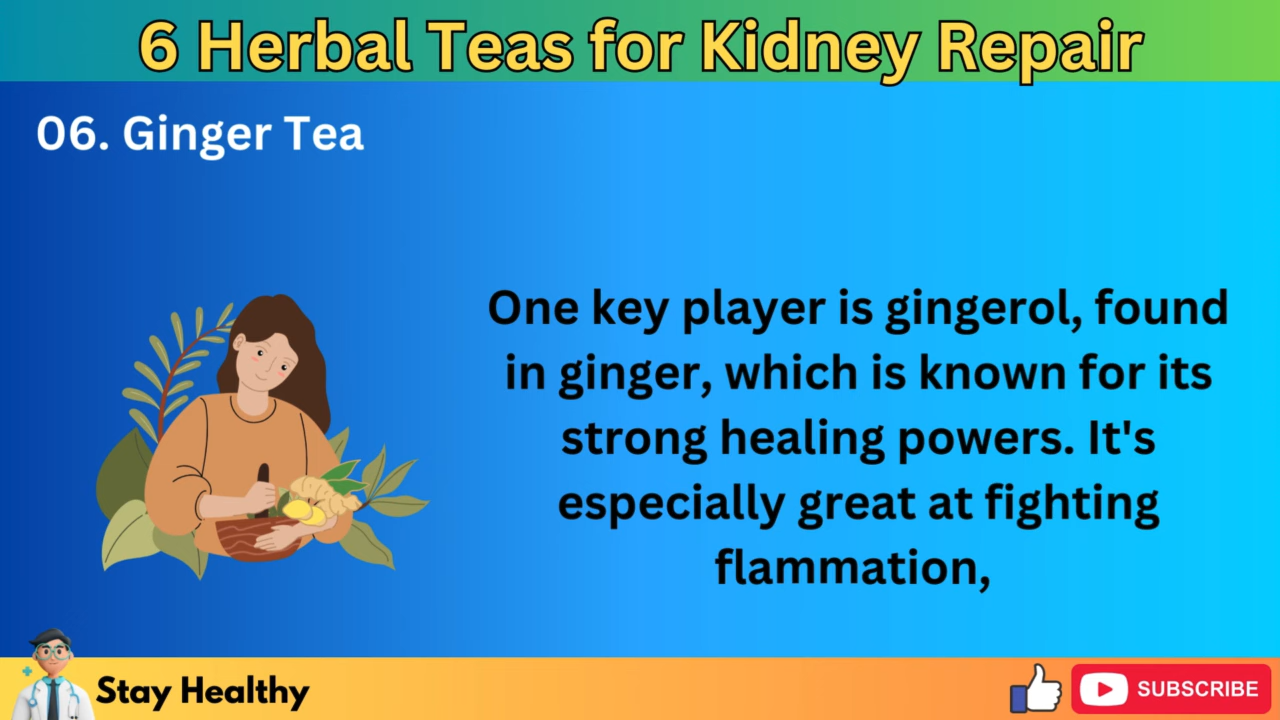 6 Herbal Teas for Kidney Repair
06. Ginger Tea
One key player is gingerol, found
in ginger, which is known for its
strong healing powers. It's
especially great at fighting
flammation,
Stay Healthy
SUBSCRIBE